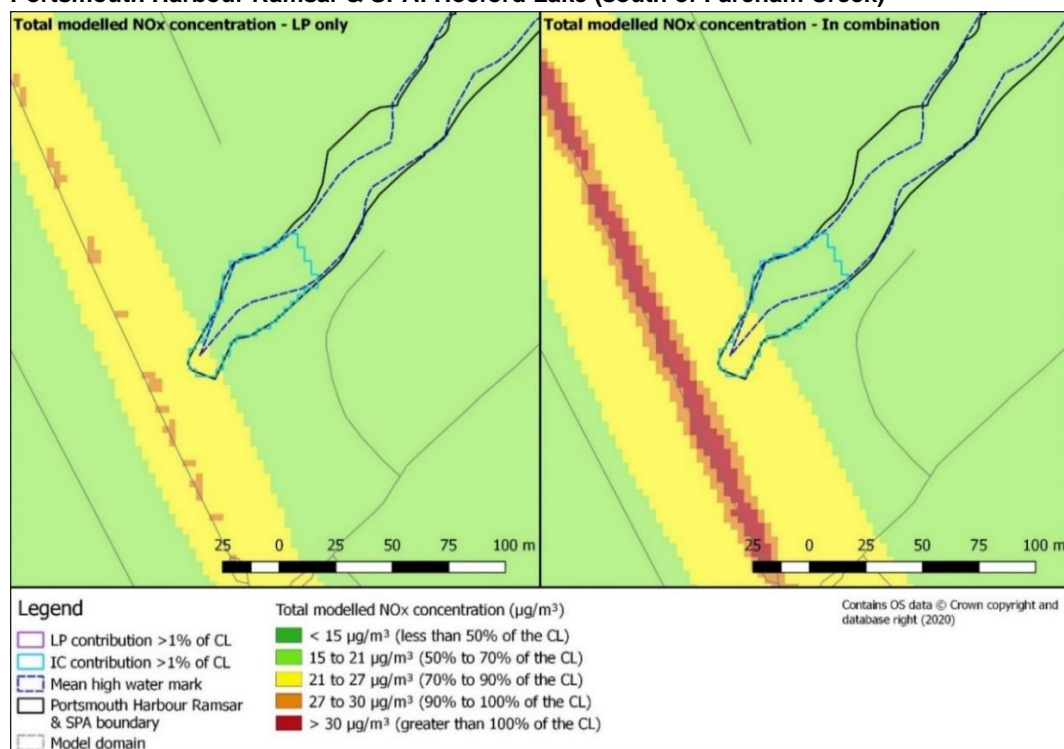 Portsmouth Harbour Ramsar & SPA: Hoeford Lake (south of Fareham Creek)
Total modelled NOx concentration - LP only
Total modelled NOx concentration - In combination
25 0 25 50 75 100 m
25 0 25 50 75 100 m
Legend
LP contribution >1% of CL
IC contribution >1% of CL
Mean high water mark
Portsmouth Harbour Ramsar
& SPA boundary
Model domain
Total modelled NOx concentration (µg/m³)
< 15 µg/m³ (less than 50% of the CL)
15 to 21 µg/m³ (50% to 70% of the CL)
21 to 27 µg/m³ (70% to 90% of the CL)
27 to 30 µg/m³ (90% to 100% of the CL)
> 30 µg/m³ (greater than 100% of the CL)
Contains OS data © Crown copyright and
database right (2020)